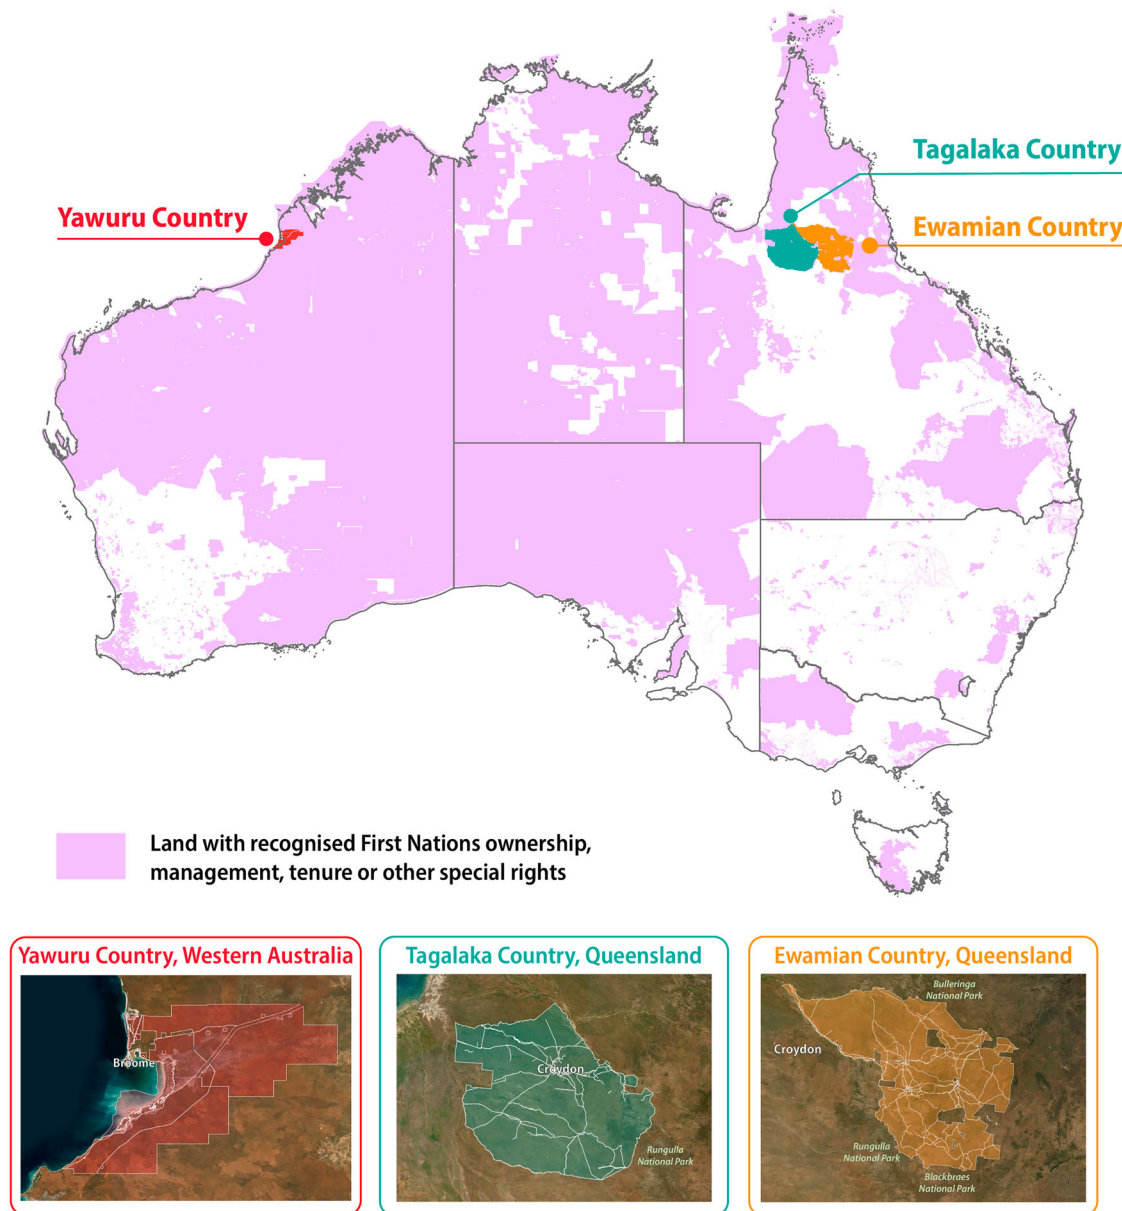 Tagalaka Country
Yawuru Country
Ewamian Country
Land with recognised First Nations ownership,
management, tenure or other special rights
Yawuru Country, Western Australia
Broome
Tagalaka Country, Queensland
Croydon
Rungulla
National Park
Ewamian Country, Queensland
Bulleringa
National Park
Croydon
Rungulla
National Park
Blackbraes
National Park